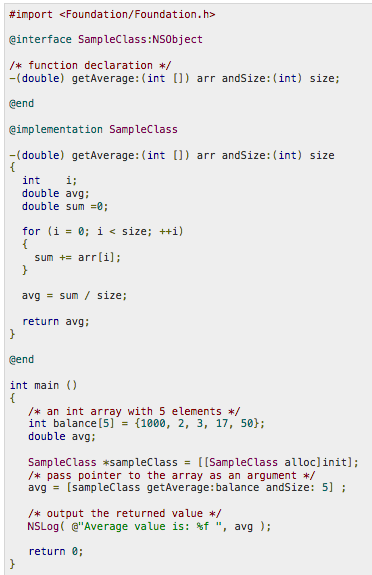 #import <Foundation/Foundation.h>
@interface SampleClass:NSObject
/* function declaration */
-(double) getAverage:(int []) arr andSize:(int) size;
@end
@implementation SampleClass
-(double) getAverage:(int []) arr andSize:(int) size
{
  int    i;
  double avg;
  double sum =0;
  for (i = 0; i < size; ++i)
  {
    sum += arr[i];
  }
  avg = sum / size;
  return avg;
}
@end
int main ()
{
   /* an int array with 5 elements */
   int balance[5] = {1000, 2, 3, 17, 50};
   double avg;
   SampleClass *sampleClass = [[SampleClass alloc]init];
   /* pass pointer to the array as an argument */
   avg = [sampleClass getAverage:balance andSize: 5] ;
   /* output the returned value */
   NSLog( @"Average value is: %f ", avg );
   return 0;
}